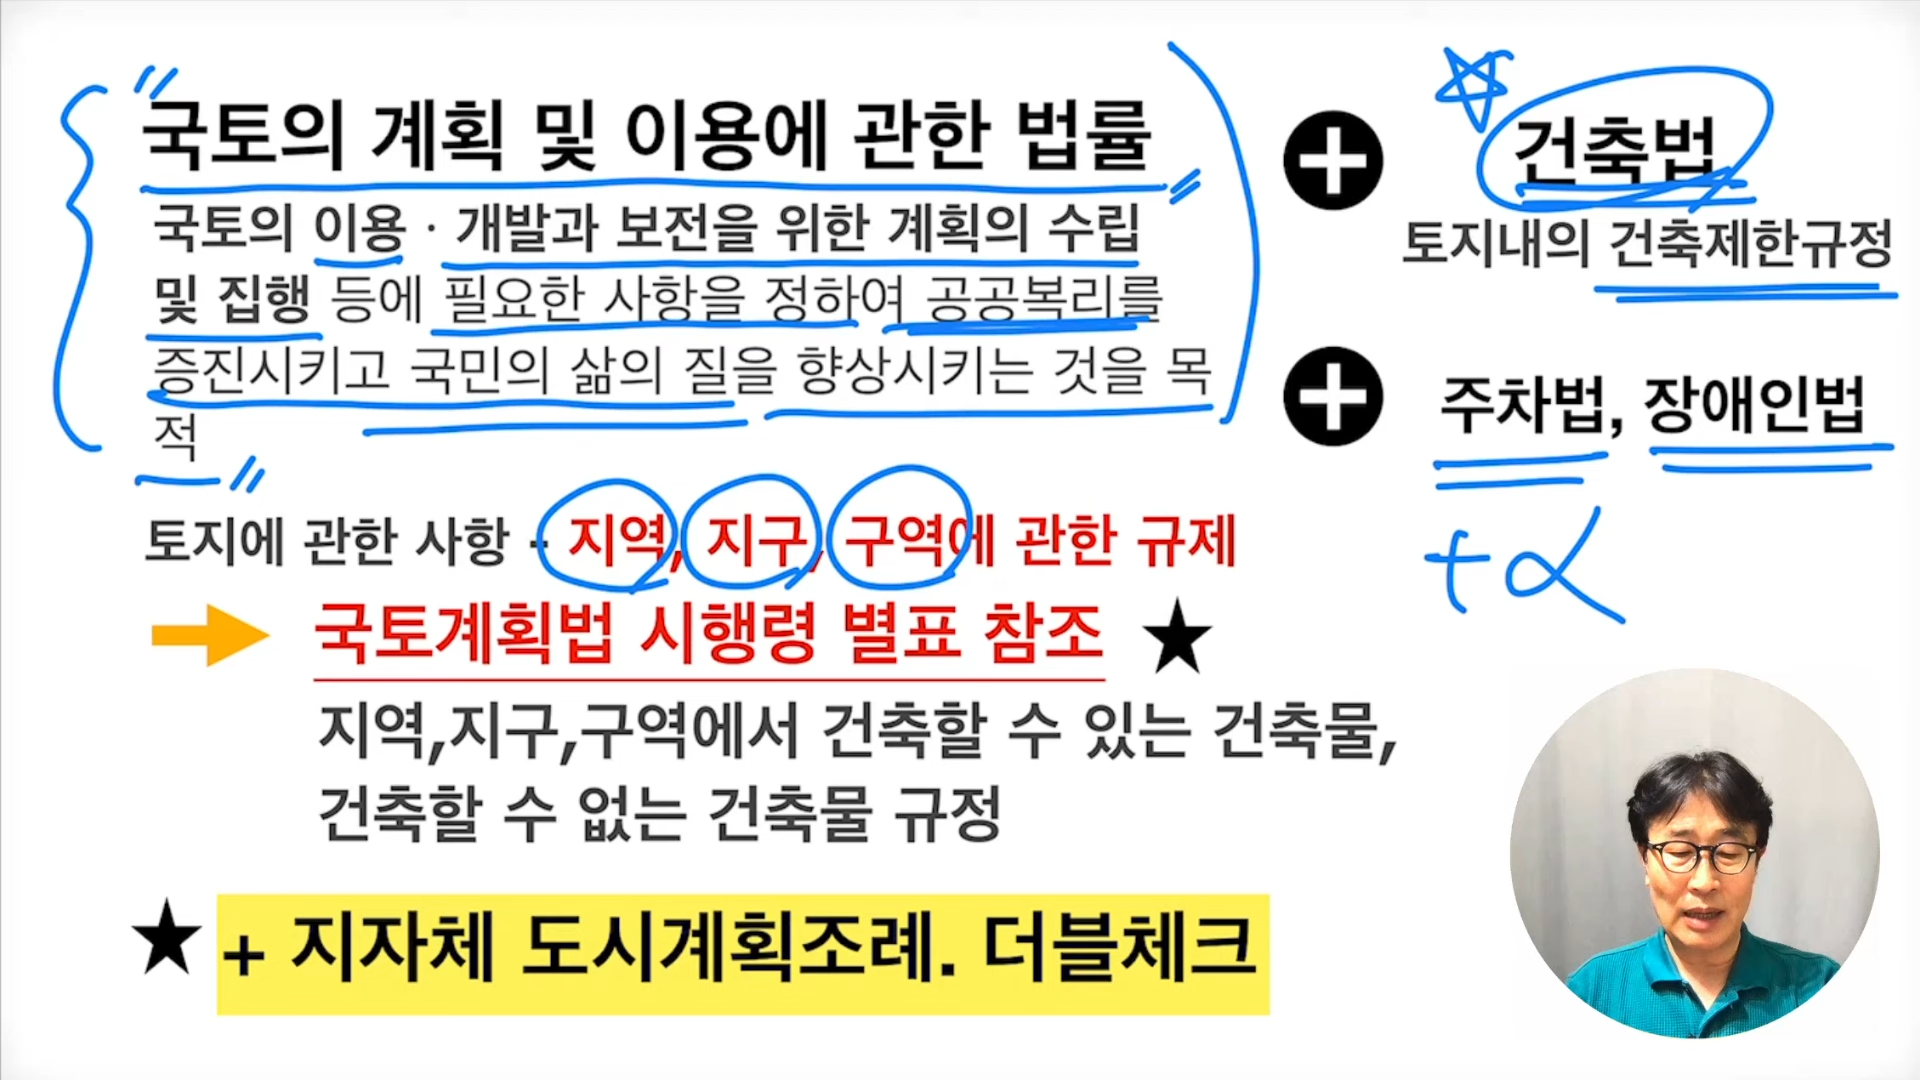 국토의 계획 및 이용에 관한 법률
국토의 이용 · 개발과 보전을 위한 계획의 수립
및 집행 등에 필요한 사항을 정하여 공공복리를
증진시키고 국민의 삶의 질을 향상시키는 것을 목
적
토지에 관한 사항 - 지역, 지구, 구역에 관한 규제
국토계획법 시행령 별표 참조
지역,지구,구역에서 건축할 수 있는 건축물,
건축할 수 없는 건축물 규정
+ 지자체 도시계획조례. 더블체크
건축법
토지내의 건축제한규정
주차법, 장애인법
+α